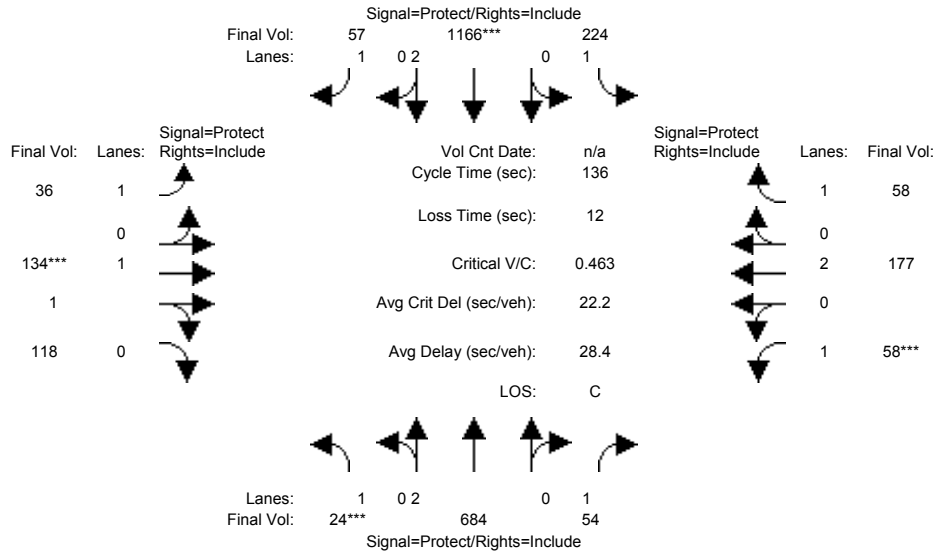 Signal=Protect/Rights=Include
Final Vol: 57 1166*** 224
Lanes: 1 0 2 0 1
Signal=Protect Signal=Protect
Final Vol: Lanes: Rights=Include Vol Cnt Date: n/a Rights=Include Lanes: Final Vol:
Cycle Time (sec): 136
36 1 1 58
Loss Time (sec): 12
0 0
134*** 1 Critical V/C: 0.463 2 177
1 Avg Crit Del (sec/veh): 22.2 0
118 0 Avg Delay (sec/veh): 28.4 1 58***
LOS: C
Lanes: 1 0 2 0 1
Final Vol: 24*** 684 54
Signal=Protect/Rights=Include